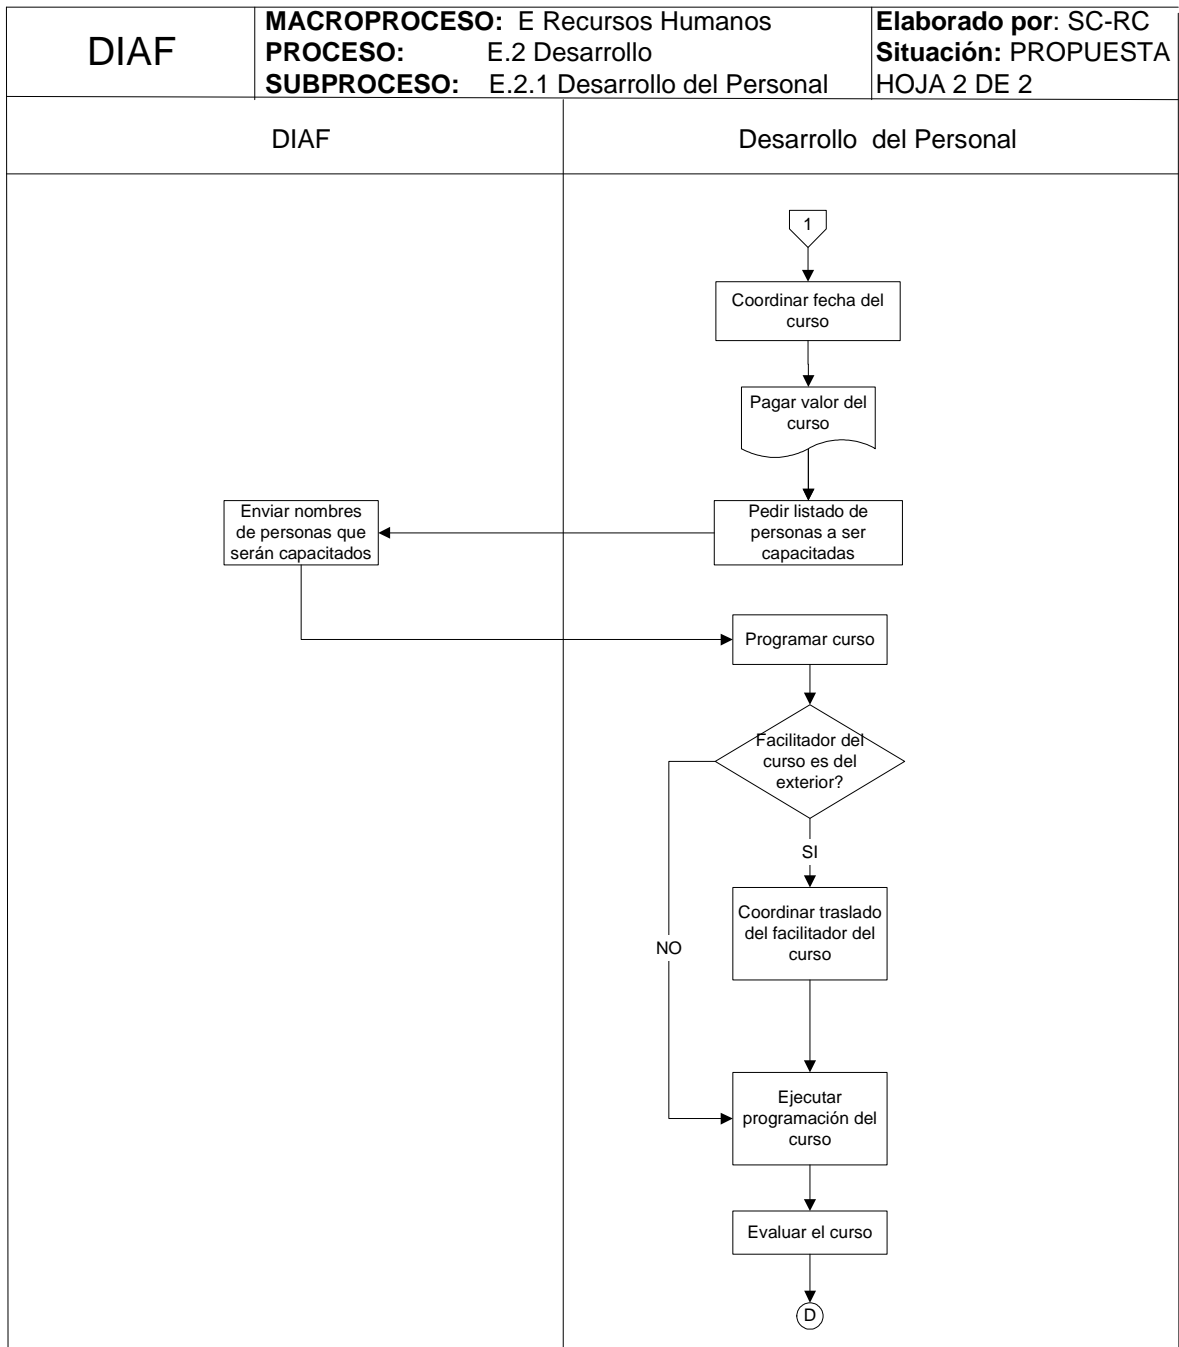 DIAF
MACROPROCESO: E Recursos Humanos
PROCESO: E.2 Desarrollo
SUBPROCESO: E.2.1 Desarrollo del Personal
Elaborado por: SC-RC
Situación: PROPUESTA
HOJA 2 DE 2
DIAF
Desarrollo del Personal
1
Coordinar fecha del
curso
Pagar valor del
curso
Pedir listado de
personas a ser
capacitadas
Enviar nombres
de personas que
serán capacitados
Programar curso
Facilitador del
curso es del
exterior?
SI
Coordinar traslado
del facilitador del
curso
NO
Ejecutar
programación del
curso
Evaluar el curso
D